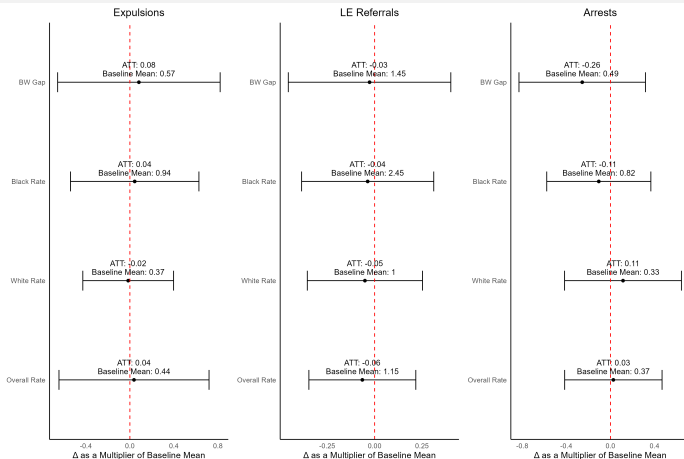 Expulsions
BW Gap
ATT: 0.08
Baseline Mean: 0.57
Black Rate
ATT: 0.04
Baseline Mean: 0.94
White Rate
ATT: -0.02
Baseline Mean: 0.37
Overall Rate
ATT: 0.04
Baseline Mean: 0.44
-0.4 0.0 0.4 0.8
Δ as a Multiplier of Baseline Mean
LE Referrals
BW Gap
ATT: -0.03
Baseline Mean: 1.45
Black Rate
ATT: -0.04
Baseline Mean: 2.45
White Rate
ATT: -0.05
Baseline Mean: 1
Overall Rate
ATT: -0.06
Baseline Mean: 1.15
-0.25 0.00 0.25
Δ as a Multiplier of Baseline Mean
Arrests
BW Gap
ATT: -0.26
Baseline Mean: 0.49
Black Rate
ATT: -0.11
Baseline Mean: 0.82
White Rate
ATT: 0.11
Baseline Mean: 0.33
Overall Rate
ATT: 0.03
Baseline Mean: 0.37
-0.8 -0.4 0.0 0.4
Δ as a Multiplier of Baseline Mean